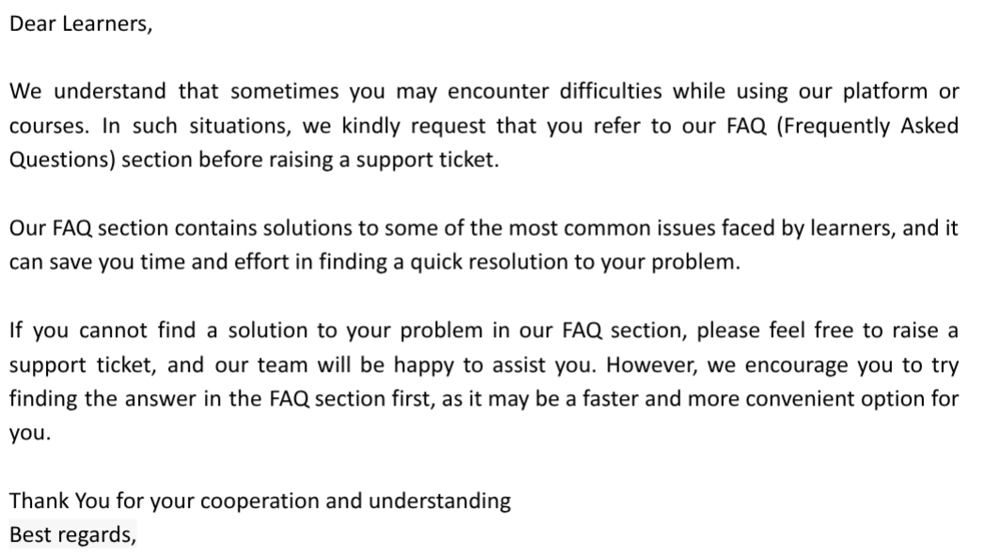 Dear Learners,
We understand that sometimes you may encounter difficulties while using our platform or
courses. In such situations, we kindly request that you refer to our FAQ (Frequently Asked
Questions) section before raising a support ticket.
Our FAQ section contains solutions to some of the most common issues faced by learners, and it
can save you time and effort in finding a quick resolution to your problem.
If you cannot find a solution to your problem in our FAQ section, please feel free to raise a
support ticket, and our team will be happy to assist you. However, we encourage you to try
finding the answer in the FAQ section first, as it may be a faster and more convenient option for
you.
Thank You for your cooperation and understanding
Best regards,